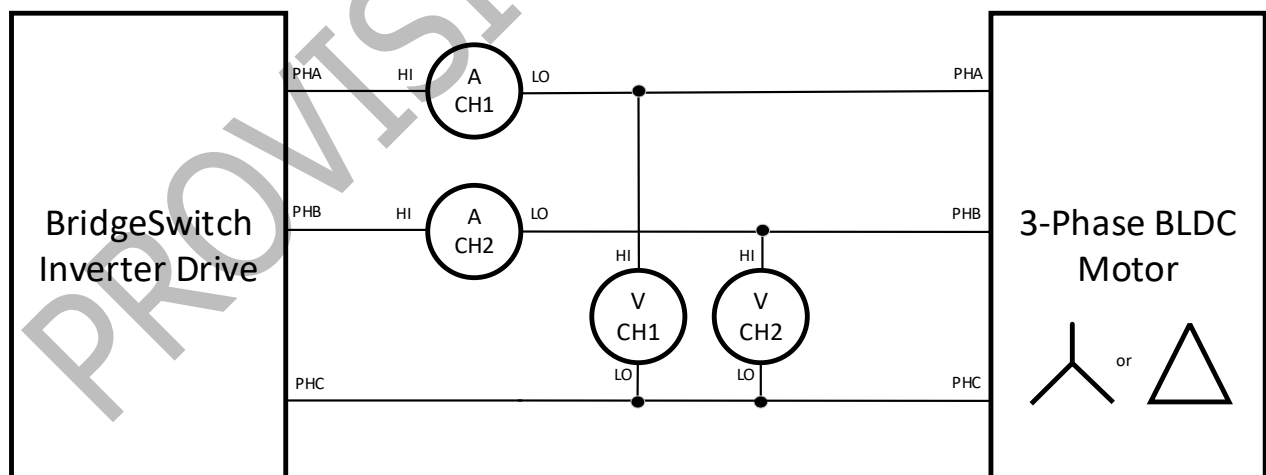 PHA
HI
A
CH1
LO
PHA
PHB
HI
A
CH2
LO
PHB
BridgeSwitch
Inverter Drive
HI
V
CH1
LO
HI
V
CH2
LO
3-Phase BLDC
Motor
or
PHC
PHC
PROVISI